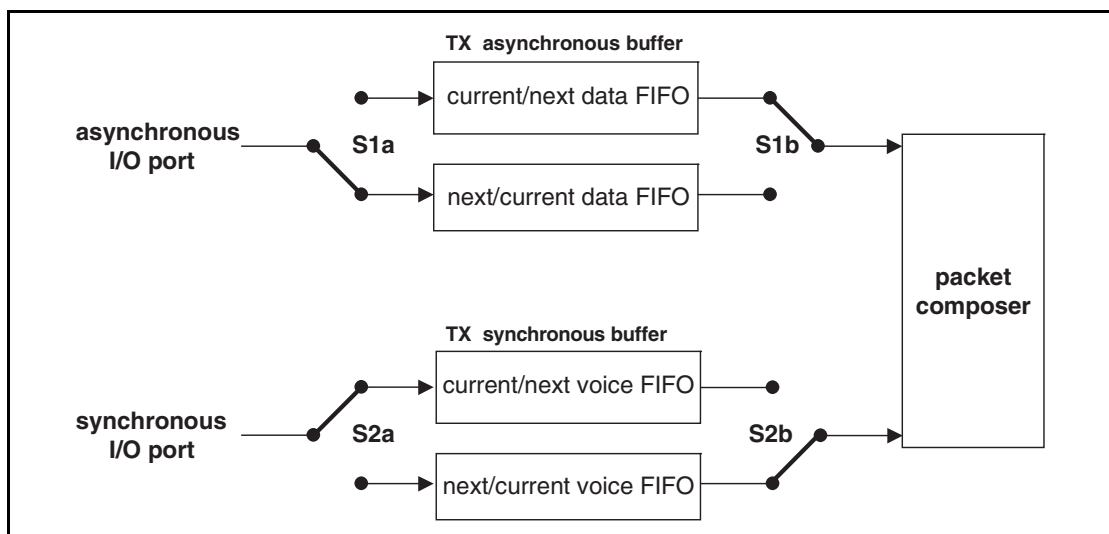 TX asynchronous buffer
current/next data FIFO
asynchronous
I/O port
S1a
S1b
next/current data FIFO
packet
composer
TX synchronous buffer
current/next voice FIFO
synchronous
I/O port
S2a
S2b
next/current voice FIFO